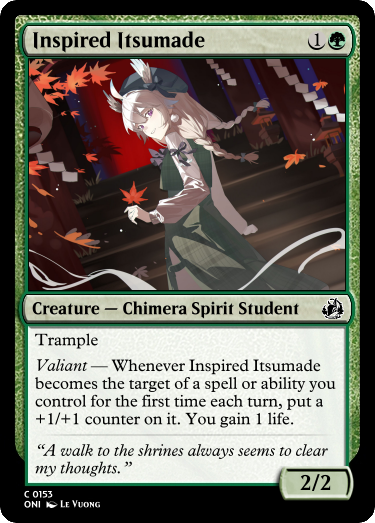 Inspired Itsumade 1
Creature — Chimera Spirit Student
Trample
Valiant — Whenever Inspired Itsumade
becomes the target of a spell or ability you
control for the first time each turn, put a
+1/+1 counter on it. You gain 1 life.
“A walk to the shrines always seems to clear
my thoughts.”
2/2
C 0153
ONI Le Vuong